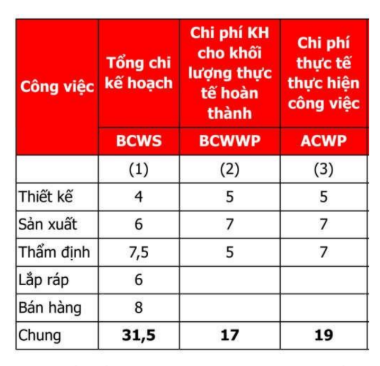 Công việc
Tổng chi
kế hoạch
Chi phí KH
cho khối
lượng thực
tế hoàn
thành
Chi phí
thực tế
thực hiện
công việc
BCWS BCWWP ACWP
(1) (2) (3)
Thiết kế 4 5 5
Sản xuất 6 7 7
Thẩm định 7,5 5 7
Lắp ráp 6
Bán hàng 8
Chung 31,5 17 19